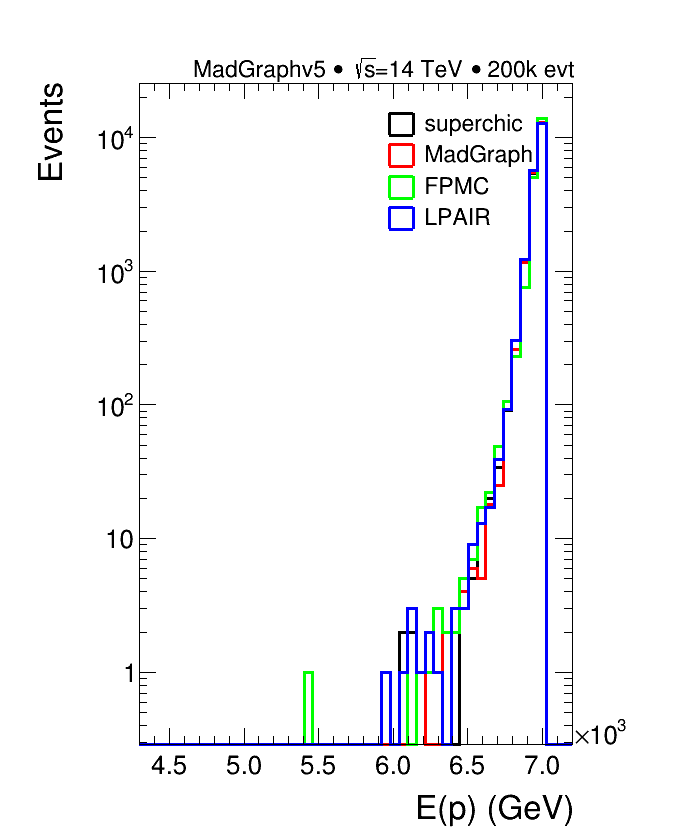 MadGraphv5 • √s=14 TeV • 200k evt
Events
superchic
MadGraph
FPMC
LPAIR
10⁴
10³
10²
10
1
4.5 5.0 5.5 6.0 6.5 7.0
×10³
E(p) (GeV)